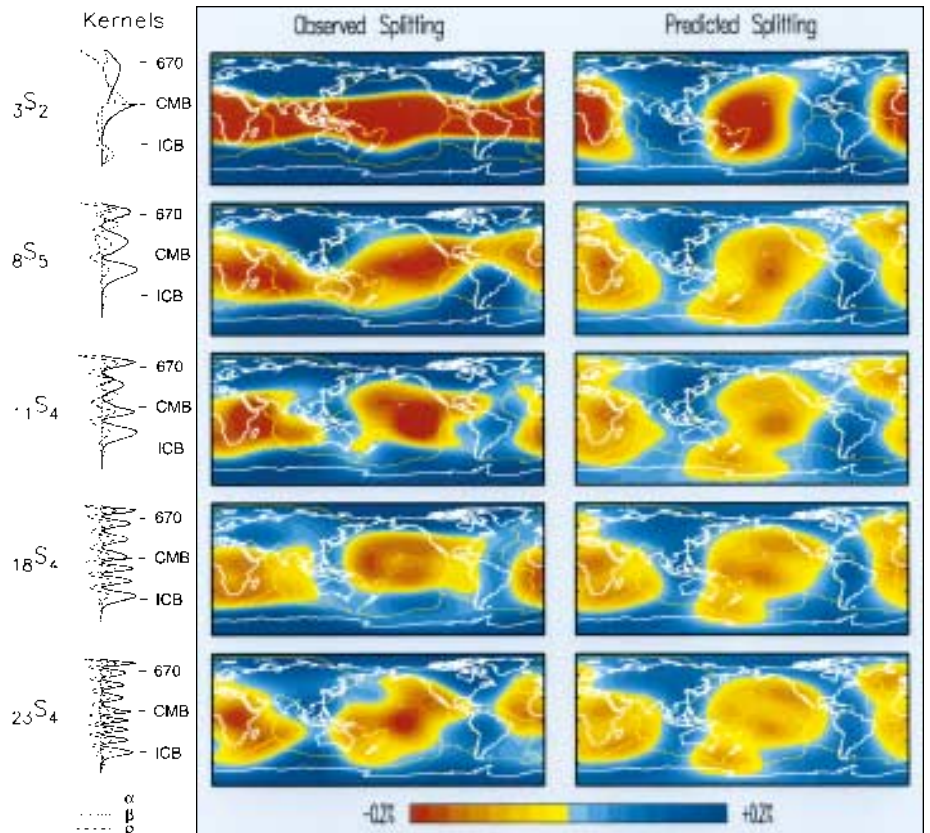 Kernels
Observed Splitting
Predicted Splitting
3S2
670
CMB
ICB
8S5
670
CMB
ICB
11S4
670
CMB
ICB
18S4
670
CMB
ICB
23S4
670
CMB
ICB
α
β
ρ
-0.2%
+0.2%